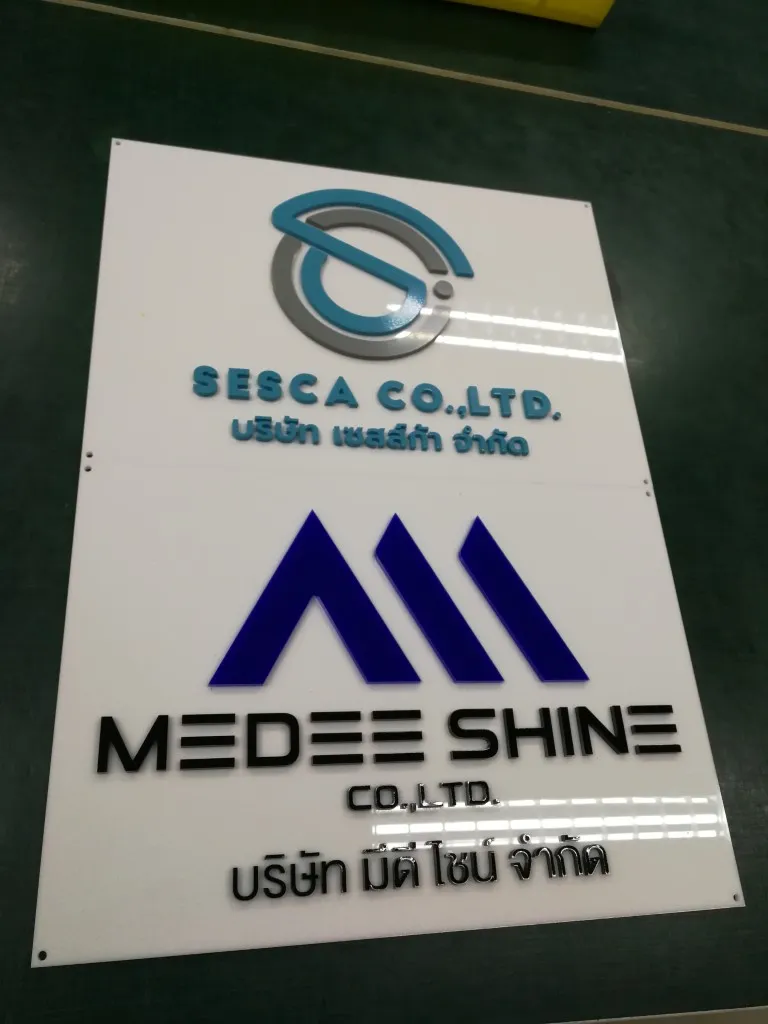 SESCA CO.,LTD.
บริษัท เซสส์ก้า จำกัด
MEDEE SHINE
CO.,LTD.
บริษัท มีดี ไชน์ จำกัด